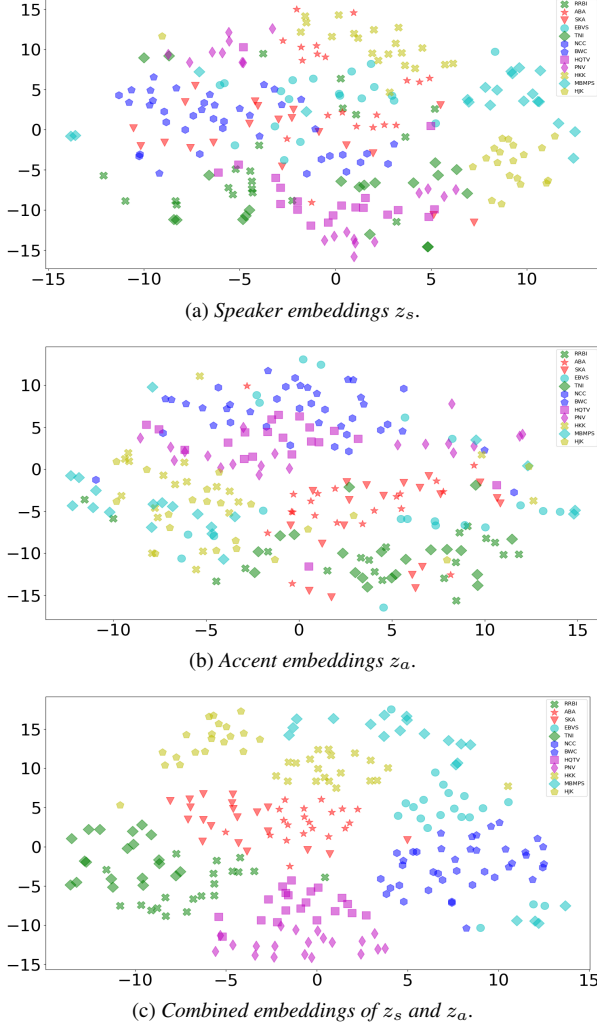 15
10
5
0
−5
−10
−15
−15
−10
−5
0
5
10
RRBI
ABA
SKA
EBVS
TNI
NCC
BWC
HQTV
PNV
HKK
MBMPS
HJK
(a) Speaker embeddings z_s.
10
5
0
−5
−10
−15
−10
−5
0
5
10
15
RRBI
ABA
SKA
EBVS
TNI
NCC
BWC
HQTV
PNV
HKK
MBMPS
HJK
(b) Accent embeddings z_a.
15
10
5
0
−5
−10
−15
−10
−5
0
5
10
15
RRBI
ABA
SKA
EBVS
TNI
NCC
BWC
HQTV
PNV
HKK
MBMPS
HJK
(c) Combined embeddings of z_s and z_a.